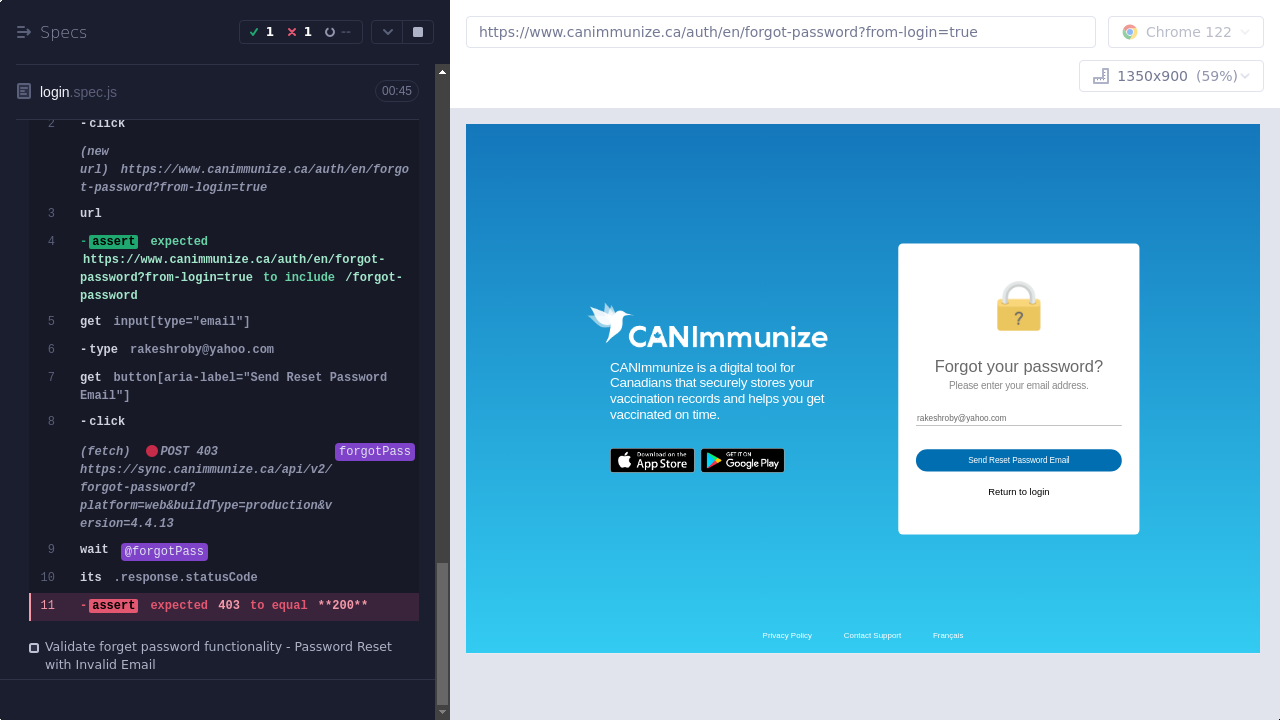 Specs
1
1
--
login.spec.js
00:45
2 -click
(new
url) https://www.canimmunize.ca/auth/en/forgo
t-password?from-login=true
3 url
4 -assert expected
https://www.canimmunize.ca/auth/en/forgot-
password?from-login=true to include /forgot-
password
5 get input[type="email"]
6 -type rakeshroby@yahoo.com
7 get button[aria-label="Send Reset Password
Email"]
8 -click
(fetch) POST 403 forgotPass
https://sync.canimmunize.ca/api/v2/
forgot-password?
platform=web&buildType=production&v
ersion=4.4.13
9 wait @forgotPass
10 its .response.statusCode
11 -assert expected 403 to equal **200**
Validate forget password functionality - Password Reset
with Invalid Email
https://www.canimmunize.ca/auth/en/forgot-password?from-login=true
Chrome 122
1350x900 (59%)
CANImmunize
CANImmunize is a digital tool for
Canadians that securely stores your
vaccination records and helps you get
vaccinated on time.
Download on the
App Store
GET IT ON
Google Play
?
Forgot your password?
Please enter your email address.
rakeshroby@yahoo.com
Send Reset Password Email
Return to login
Privacy Policy
Contact Support
Français